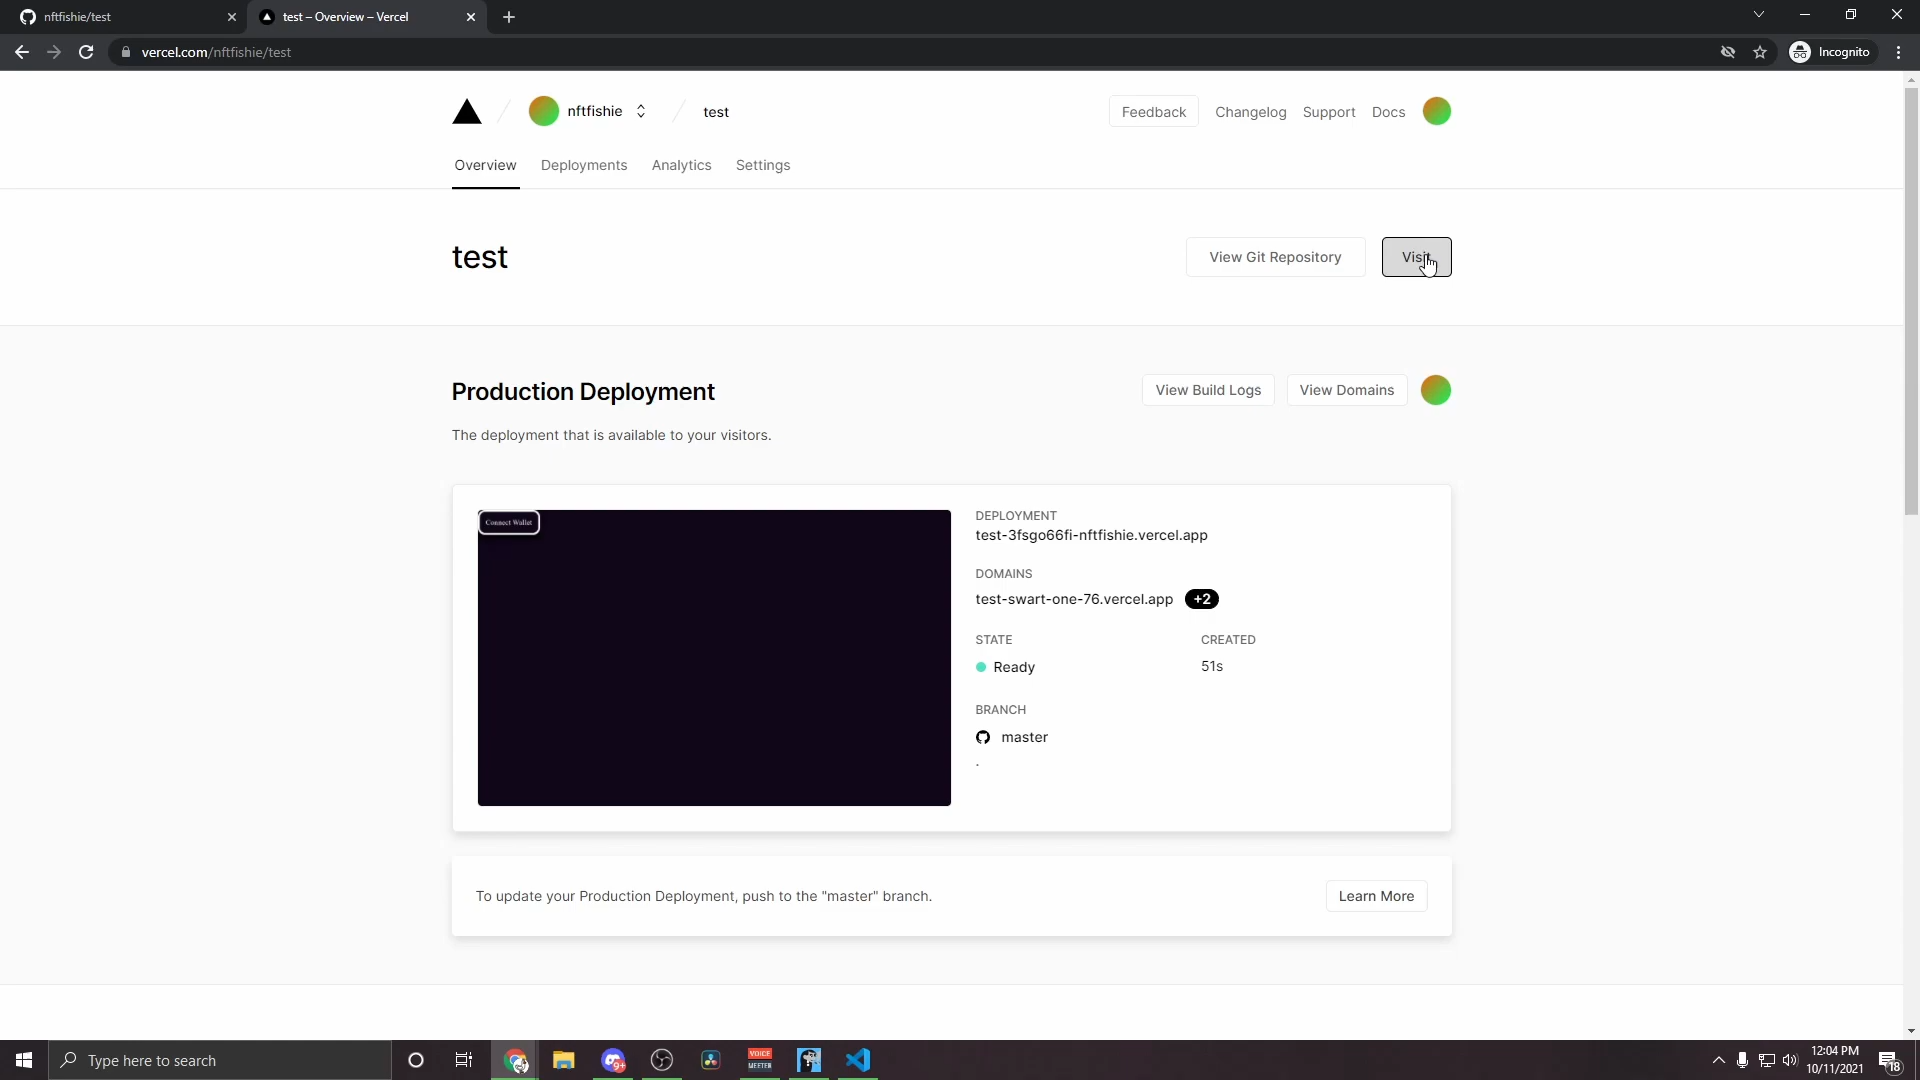 nftfishie/test
test – Overview – Vercel
vercel.com/nftfishie/test
Incognito
nftfishie
test
Feedback
Changelog
Support
Docs
Overview
Deployments
Analytics
Settings
test
View Git Repository
Visit
Production Deployment
View Build Logs
View Domains
The deployment that is available to your visitors.
Connect Wallet
DEPLOYMENT
test-3fsgo66fi-nftfishie.vercel.app
DOMAINS
test-swart-one-76.vercel.app +2
STATE
CREATED
Ready
51s
BRANCH
master
.
To update your Production Deployment, push to the "master" branch.
Learn More
Type here to search
9+
VOICE
MEETER
12:04 PM
10/11/2021
18